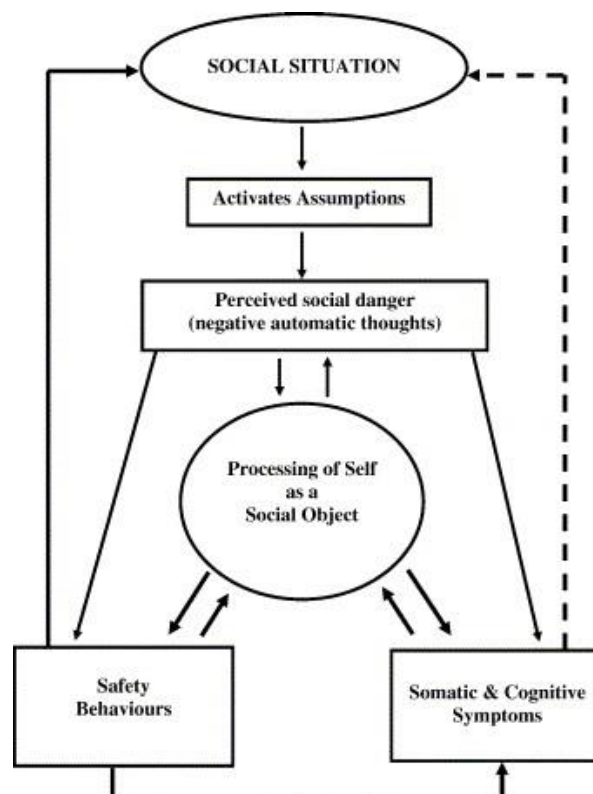 SOCIAL SITUATION
Activates Assumptions
Perceived social danger
(negative automatic thoughts)
Processing of Self
as a
Social Object
Safety
Behaviours
Somatic & Cognitive
Symptoms